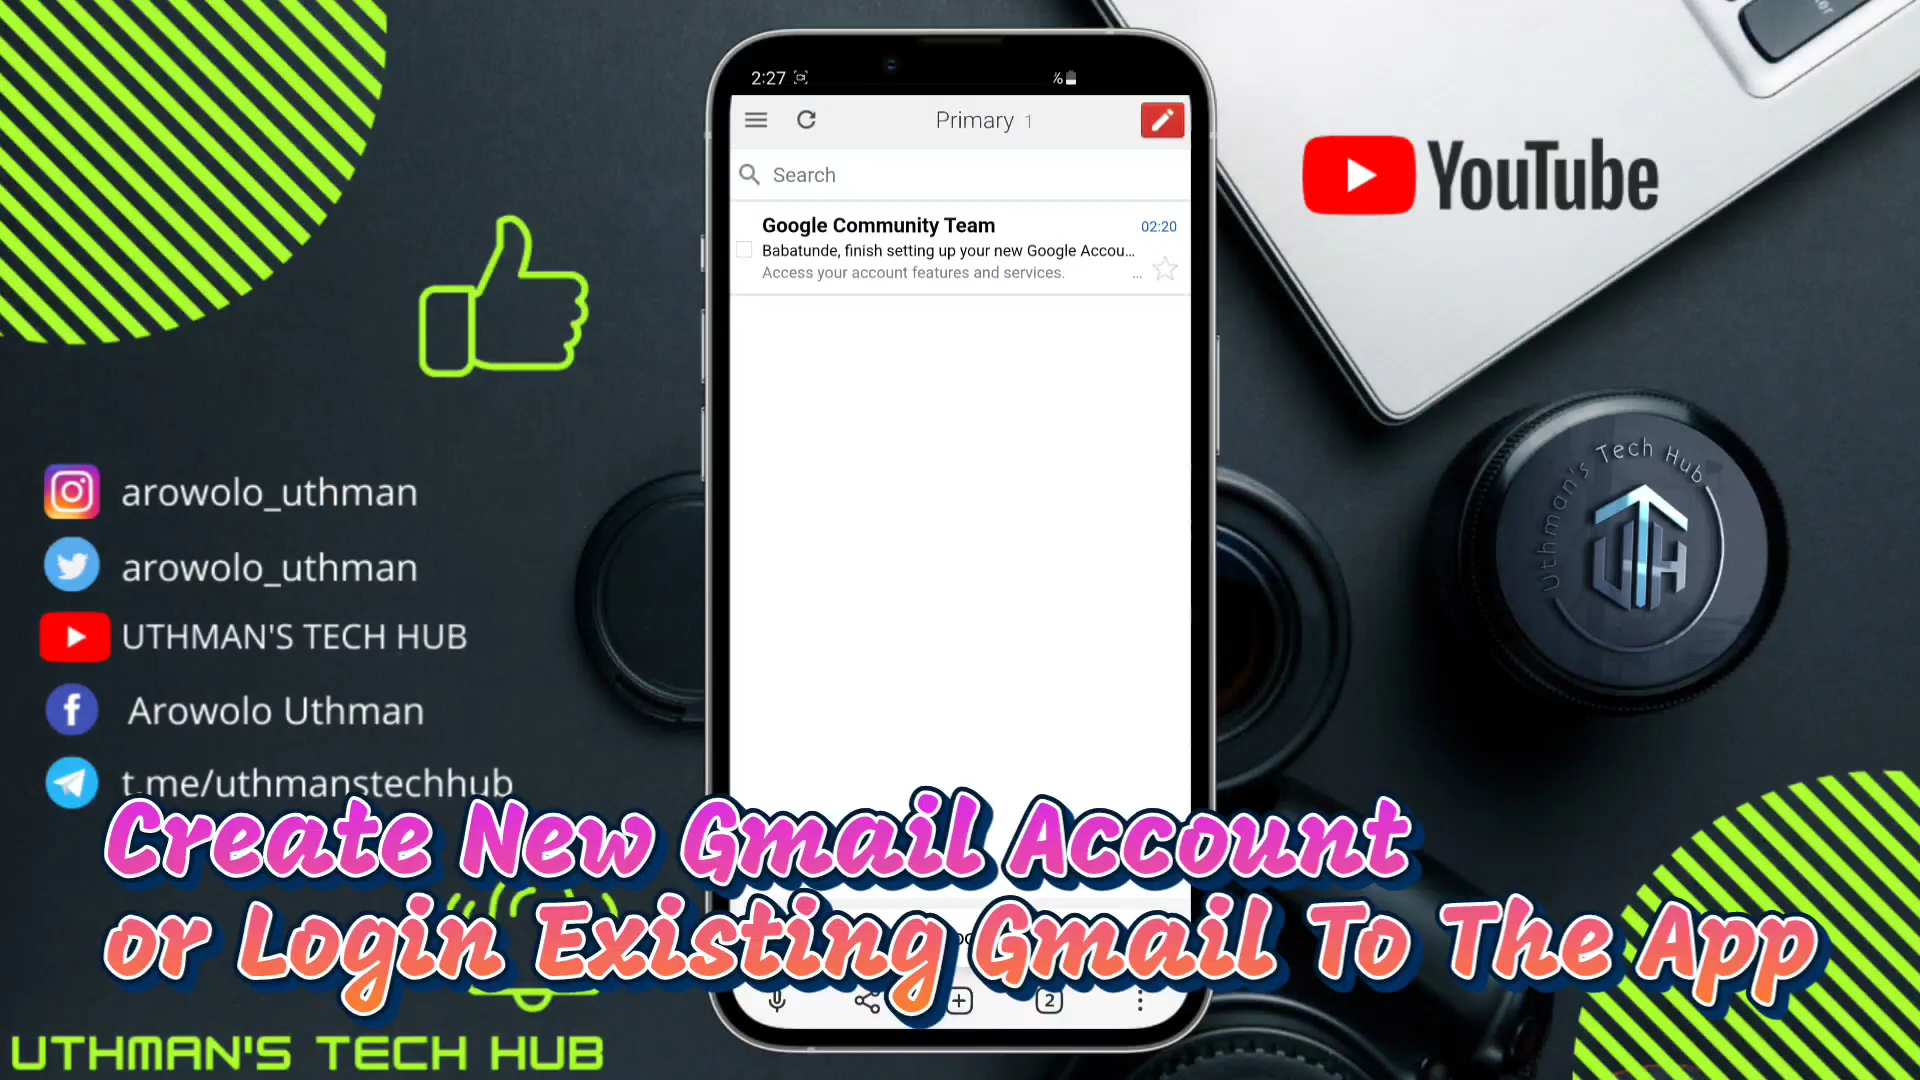 2:27
%
Primary 1
Search
Google Community Team
02:20
Babatunde, finish setting up your new Google Accou...
Access your account features and services.
...
YouTube
Uthman's Tech Hub
UTH
arowolo_uthman
arowolo_uthman
UTHMAN'S TECH HUB
Arowolo Uthman
t.me/uthmanstechhub
Create New Gmail Account
or Login Existing Gmail To The App
2
UTHMAN'S TECH HUB